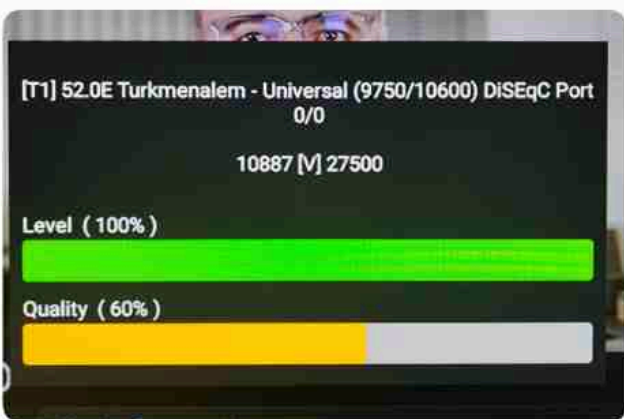 [T1] 52.0E Turkmenalem - Universal (9750/10600) DiSEqC Port
0/0
10887 [V] 27500
Level ( 100% )
Quality ( 60% )